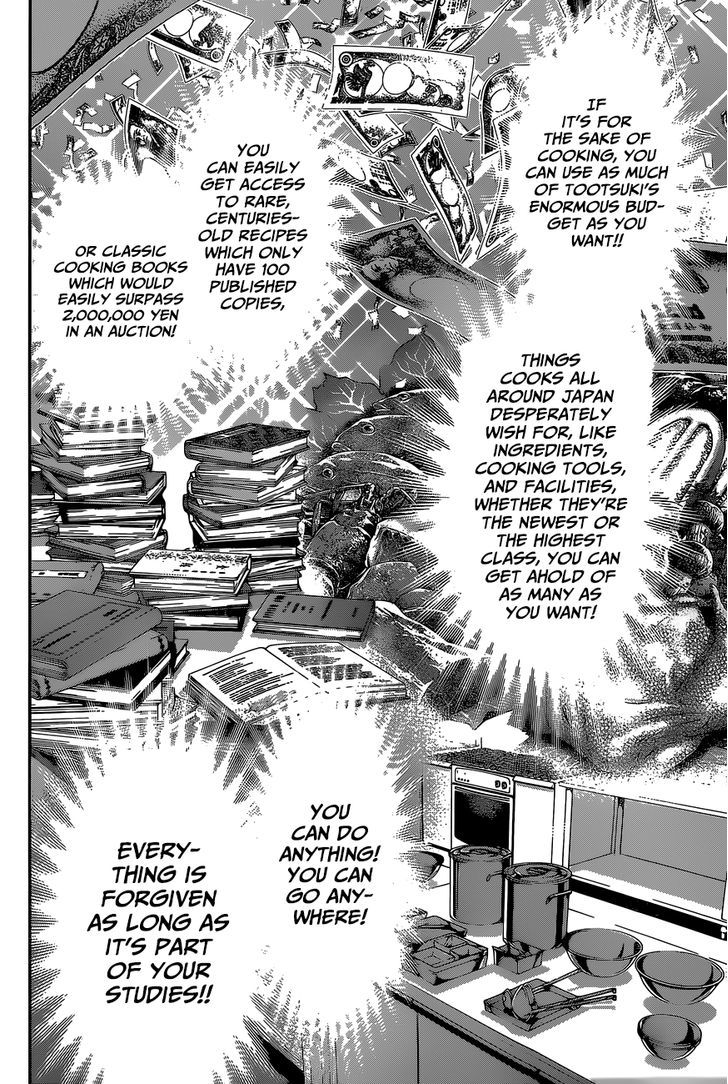 IF
IT'S FOR
THE SAKE OF
COOKING, YOU
CAN USE AS MUCH
OF TOOTSUKI'S
ENORMOUS BUD-
GET AS YOU
WANT!!
THINGS
COOKS ALL
AROUND JAPAN
DESPERATELY
WISH FOR, LIKE
INGREDIENTS,
COOKING TOOLS,
AND FACILITIES,
WHETHER THEY'RE
THE NEWEST OR
THE HIGHEST
CLASS, YOU CAN
GET AHOLD OF
AS MANY AS
YOU WANT!
YOU
CAN EASILY
GET ACCESS
TO RARE,
CENTURIES-
OLD RECIPES
WHICH ONLY
HAVE 100
PUBLISHED
COPIES,
OR CLASSIC
COOKING BOOKS
WHICH WOULD
EASILY SURPASS
2,000,000 YEN
IN AN AUCTION!
YOU
CAN DO
ANYTHING!
YOU CAN
GO ANY-
WHERE!
EVERY-
THING IS
FORGIVEN
AS LONG AS
IT'S PART
OF YOUR
STUDIES!!